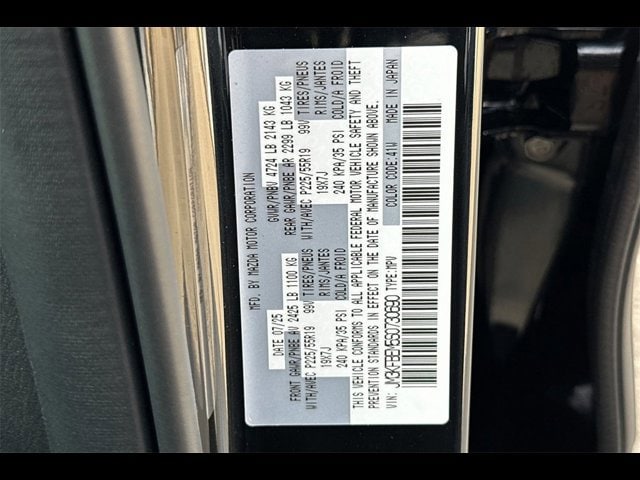 MFD. BY MAZDA MOTOR CORPORATION
DATE 07/25 GVWR/PNBV 4724 LB 2143 KG
FRONT GAWR/PNBE AV 2425 LB 1100 KG REAR GAWR/PNBE AR 2299 LB 1043 KG
WITH/AVEC P225/55R19 99V TIRES/PNEUS WITH/AVEC P225/55R19 99V TIRES/PNEUS
19X7J RIMS/JANTES 19X7J RIMS/JANTES
240 KPA/35 PSI COLD/A FROID 240 KPA/35 PSI COLD/A FROID
THIS VEHICLE CONFORMS TO ALL APPLICABLE FEDERAL MOTOR VEHICLE SAFETY AND THEFT
PREVENTION STANDARDS IN EFFECT ON THE DATE OF MANUFACTURE SHOWN ABOVE.
COLOR CODE:41W MADE IN JAPAN
VIN: TYPE:MPV